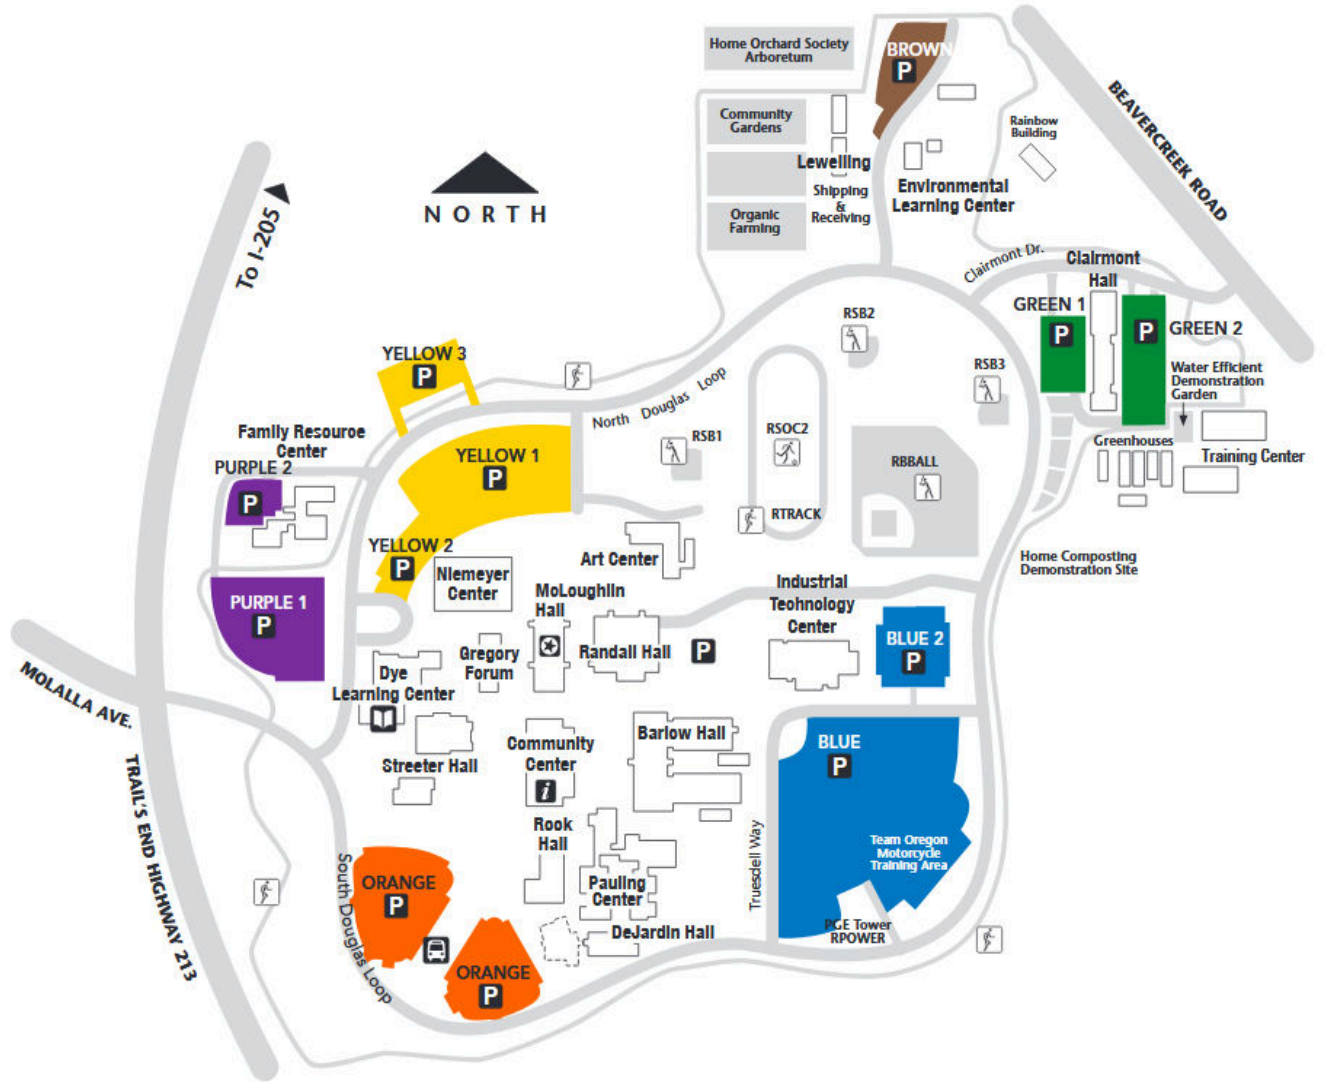 Home Orchard Society
Arboretum
BROWN
P
Community
Gardens
Lewelling
Shipping
&
Receiving
Organic
Farming
Environmental
Learning Center
Rainbow
Building
BEAVERCREEK ROAD
To I-205
NORTH
Clairmont Dr.
Clairmont
Hall
GREEN 1
P
P
GREEN 2
Water Efficient
Demonstration
Garden
Greenhouses
Training Center
RSB2
RSB3
YELLOW 3
P
North Douglas Loop
RSB1
RSOC2
RBBALL
RTRACK
Family Resource
Center
PURPLE 2
P
YELLOW 1
P
YELLOW 2
P
Niemeyer
Center
Art Center
Home Composting
Demonstration Site
McLoughlin
Hall
Industrial
Technology
Center
PURPLE 1
P
BLUE 2
P
Gregory
Forum
Randall Hall
P
Dye
Learning Center
MOLALLA AVE.
TRAIL'S END HIGHWAY 213
Streeter Hall
Community
Center
i
Barlow Hall
BLUE
P
Rook
Hall
Truesdell Way
Team Oregon
Motorcycle
Training Area
Pauling
Center
PGE Tower
RPOWER
DeJardin Hall
ORANGE
P
South Douglas Loop
ORANGE
P